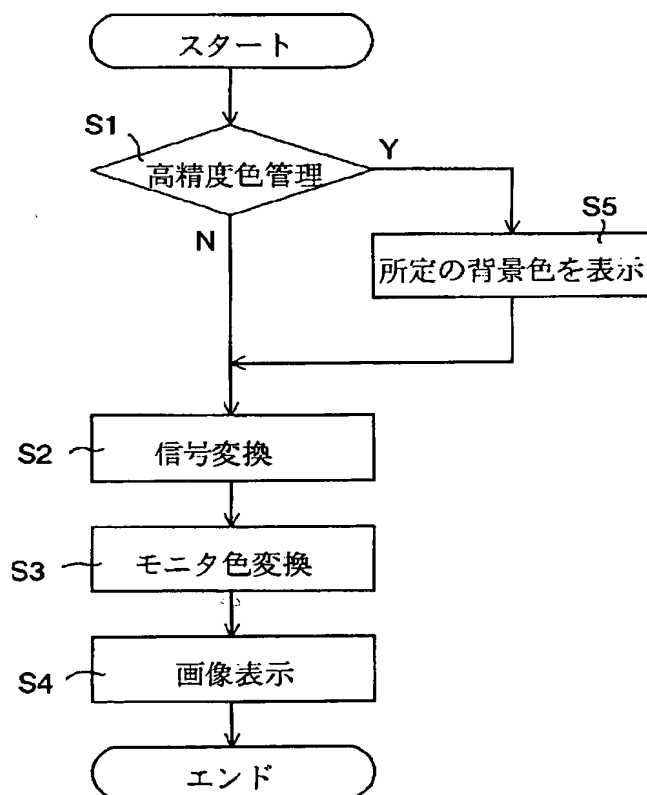 スタート
S1
高精度色管理
Y
N
S5
所定の背景色を表示
S2
信号変換
S3
モニタ色変換
S4
画像表示
エンド